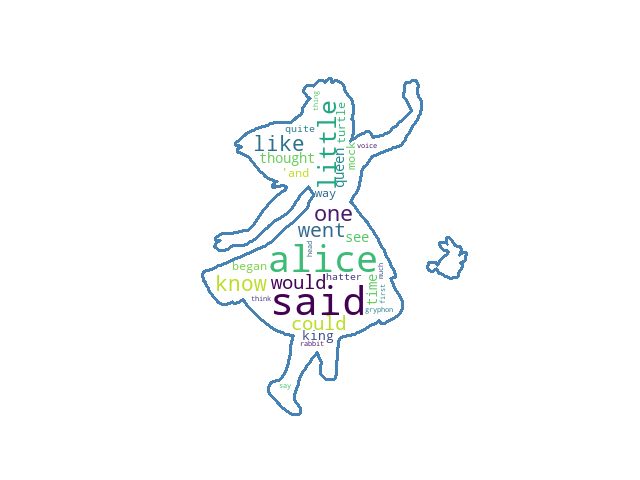 thing
little
turtle
quite
like
queen
mock
voice
thought
'and
way
one
went
see
head
alice
began
much
know
would
hatter
time
first
think
said
gryphon
could
king
rabbit
say